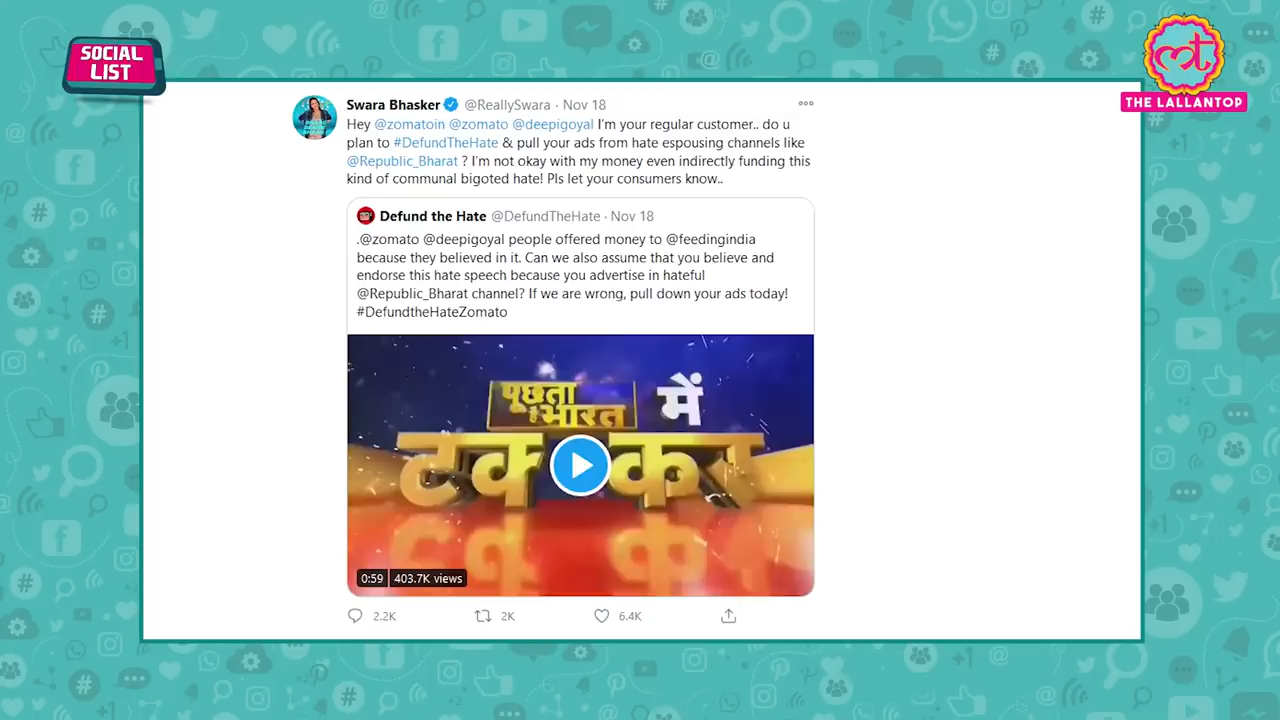 SOCIAL
LIST
THE LALLANTOP
Swara Bhasker @ReallySwara · Nov 18
Hey @zomatoin @zomato @deepigoyal I'm your regular customer.. do u
plan to #DefundTheHate & pull your ads from hate espousing channels like
@Republic_Bharat ? I'm not okay with my money even indirectly funding this
kind of communal bigoted hate! Pls let your consumers know..
Defund the Hate @DefundTheHate · Nov 18
.@zomato @deepigoyal people offered money to @feedingindia
because they believed in it. Can we also assume that you believe and
endorse this hate speech because you advertise in hateful
@Republic_Bharat channel? If we are wrong, pull down your ads today!
#DefundtheHateZomato
पूछता
भारत
में
टक्कर
0:59 403.7K views
2.2K 2K 6.4K